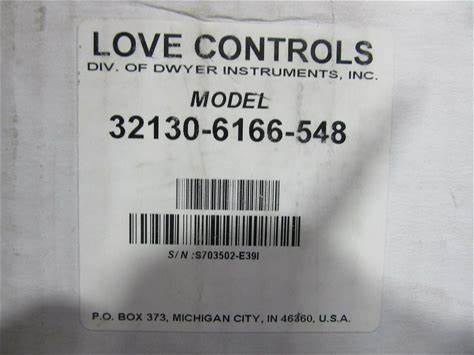 LOVE CONTROLS
DIV. OF DWYER INSTRUMENTS, INC.
MODEL
32130-6166-548
S/N :S703502-E39I
P.O. BOX 373, MICHIGAN CITY, IN 46360, U.S.A.